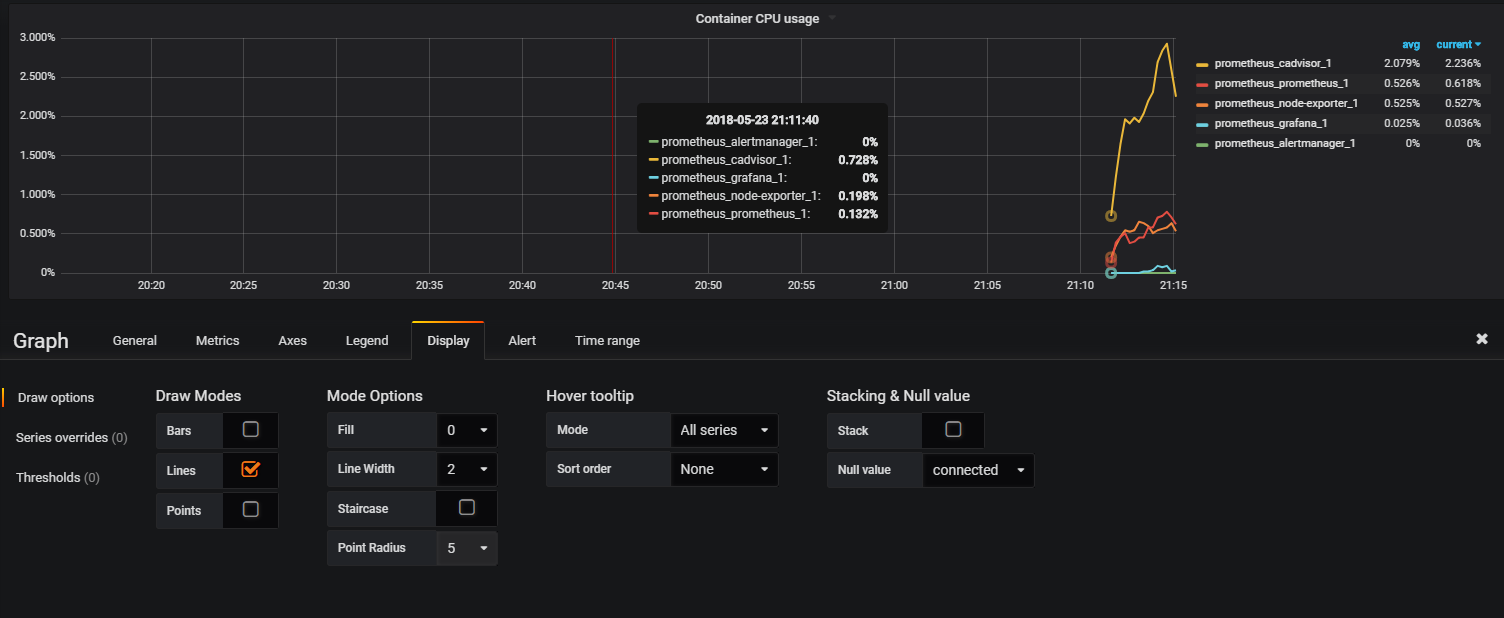 Container CPU usage
3.000%
2.500%
2.000%
1.500%
1.000%
0.500%
0%
20:20 20:25 20:30 20:35 20:40 20:45 20:50 20:55 21:00 21:05 21:10 21:15
2018-05-23 21:11:40
prometheus_alertmanager_1: 0%
prometheus_cadvisor_1: 0.728%
prometheus_grafana_1: 0%
prometheus_node-exporter_1: 0.198%
prometheus_prometheus_1: 0.132%
avg current
prometheus_cadvisor_1 2.079% 2.236%
prometheus_prometheus_1 0.526% 0.618%
prometheus_node-exporter_1 0.525% 0.527%
prometheus_grafana_1 0.025% 0.036%
prometheus_alertmanager_1 0% 0%
Graph General Metrics Axes Legend Display Alert Time range
Draw options
Series overrides (0)
Thresholds (0)
Draw Modes
Bars
Lines
Points
Mode Options
Fill 0
Line Width 2
Staircase
Point Radius 5
Hover tooltip
Mode All series
Sort order None
Stacking & Null value
Stack
Null value connected